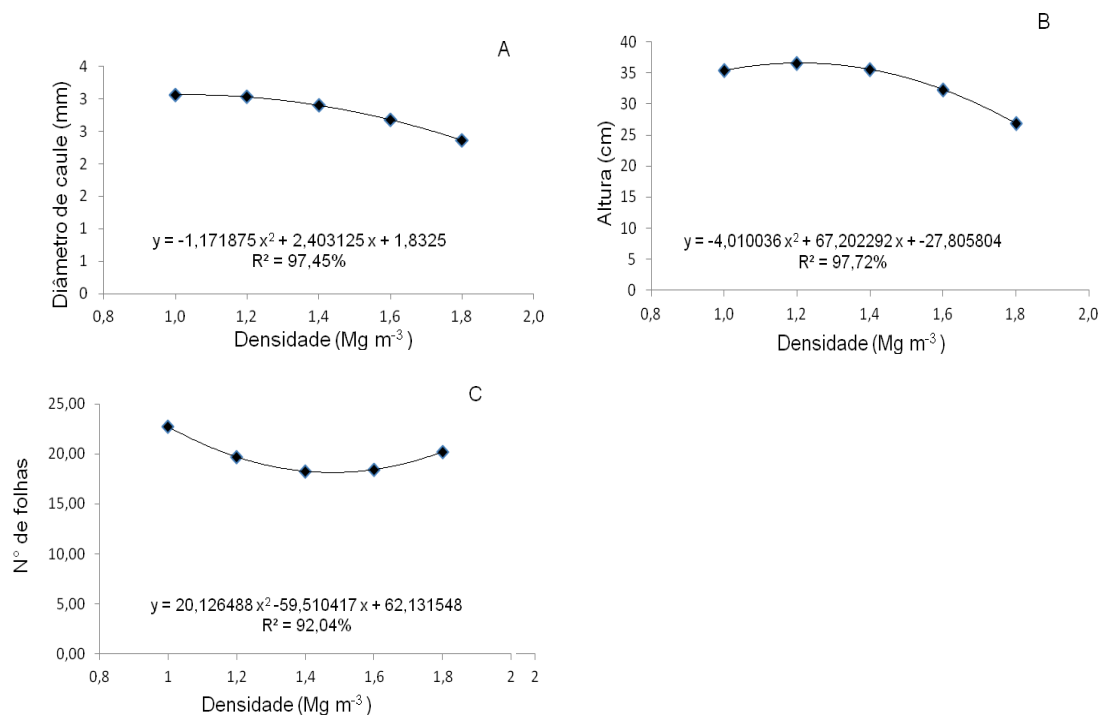 A
Diâmetro de caule (mm)
4
3
3
2
2
1
1
0
y = -1,171875 x² + 2,403125 x + 1,8325
R² = 97,45%
0,8 1,0 1,2 1,4 1,6 1,8 2,0
Densidade (Mg m⁻³)
B
Altura (cm)
40
35
30
25
20
15
10
5
0
y = -4,010036 x² + 67,202292 x + -27,805804
R² = 97,72%
0,8 1,0 1,2 1,4 1,6 1,8 2,0
Densidade (Mg m⁻³)
C
N° de folhas
25,00
20,00
15,00
10,00
5,00
0,00
y = 20,126488 x² -59,510417 x + 62,131548
R² = 92,04%
0,8 1 1,2 1,4 1,6 1,8 2 2
Densidade (Mg m⁻³)